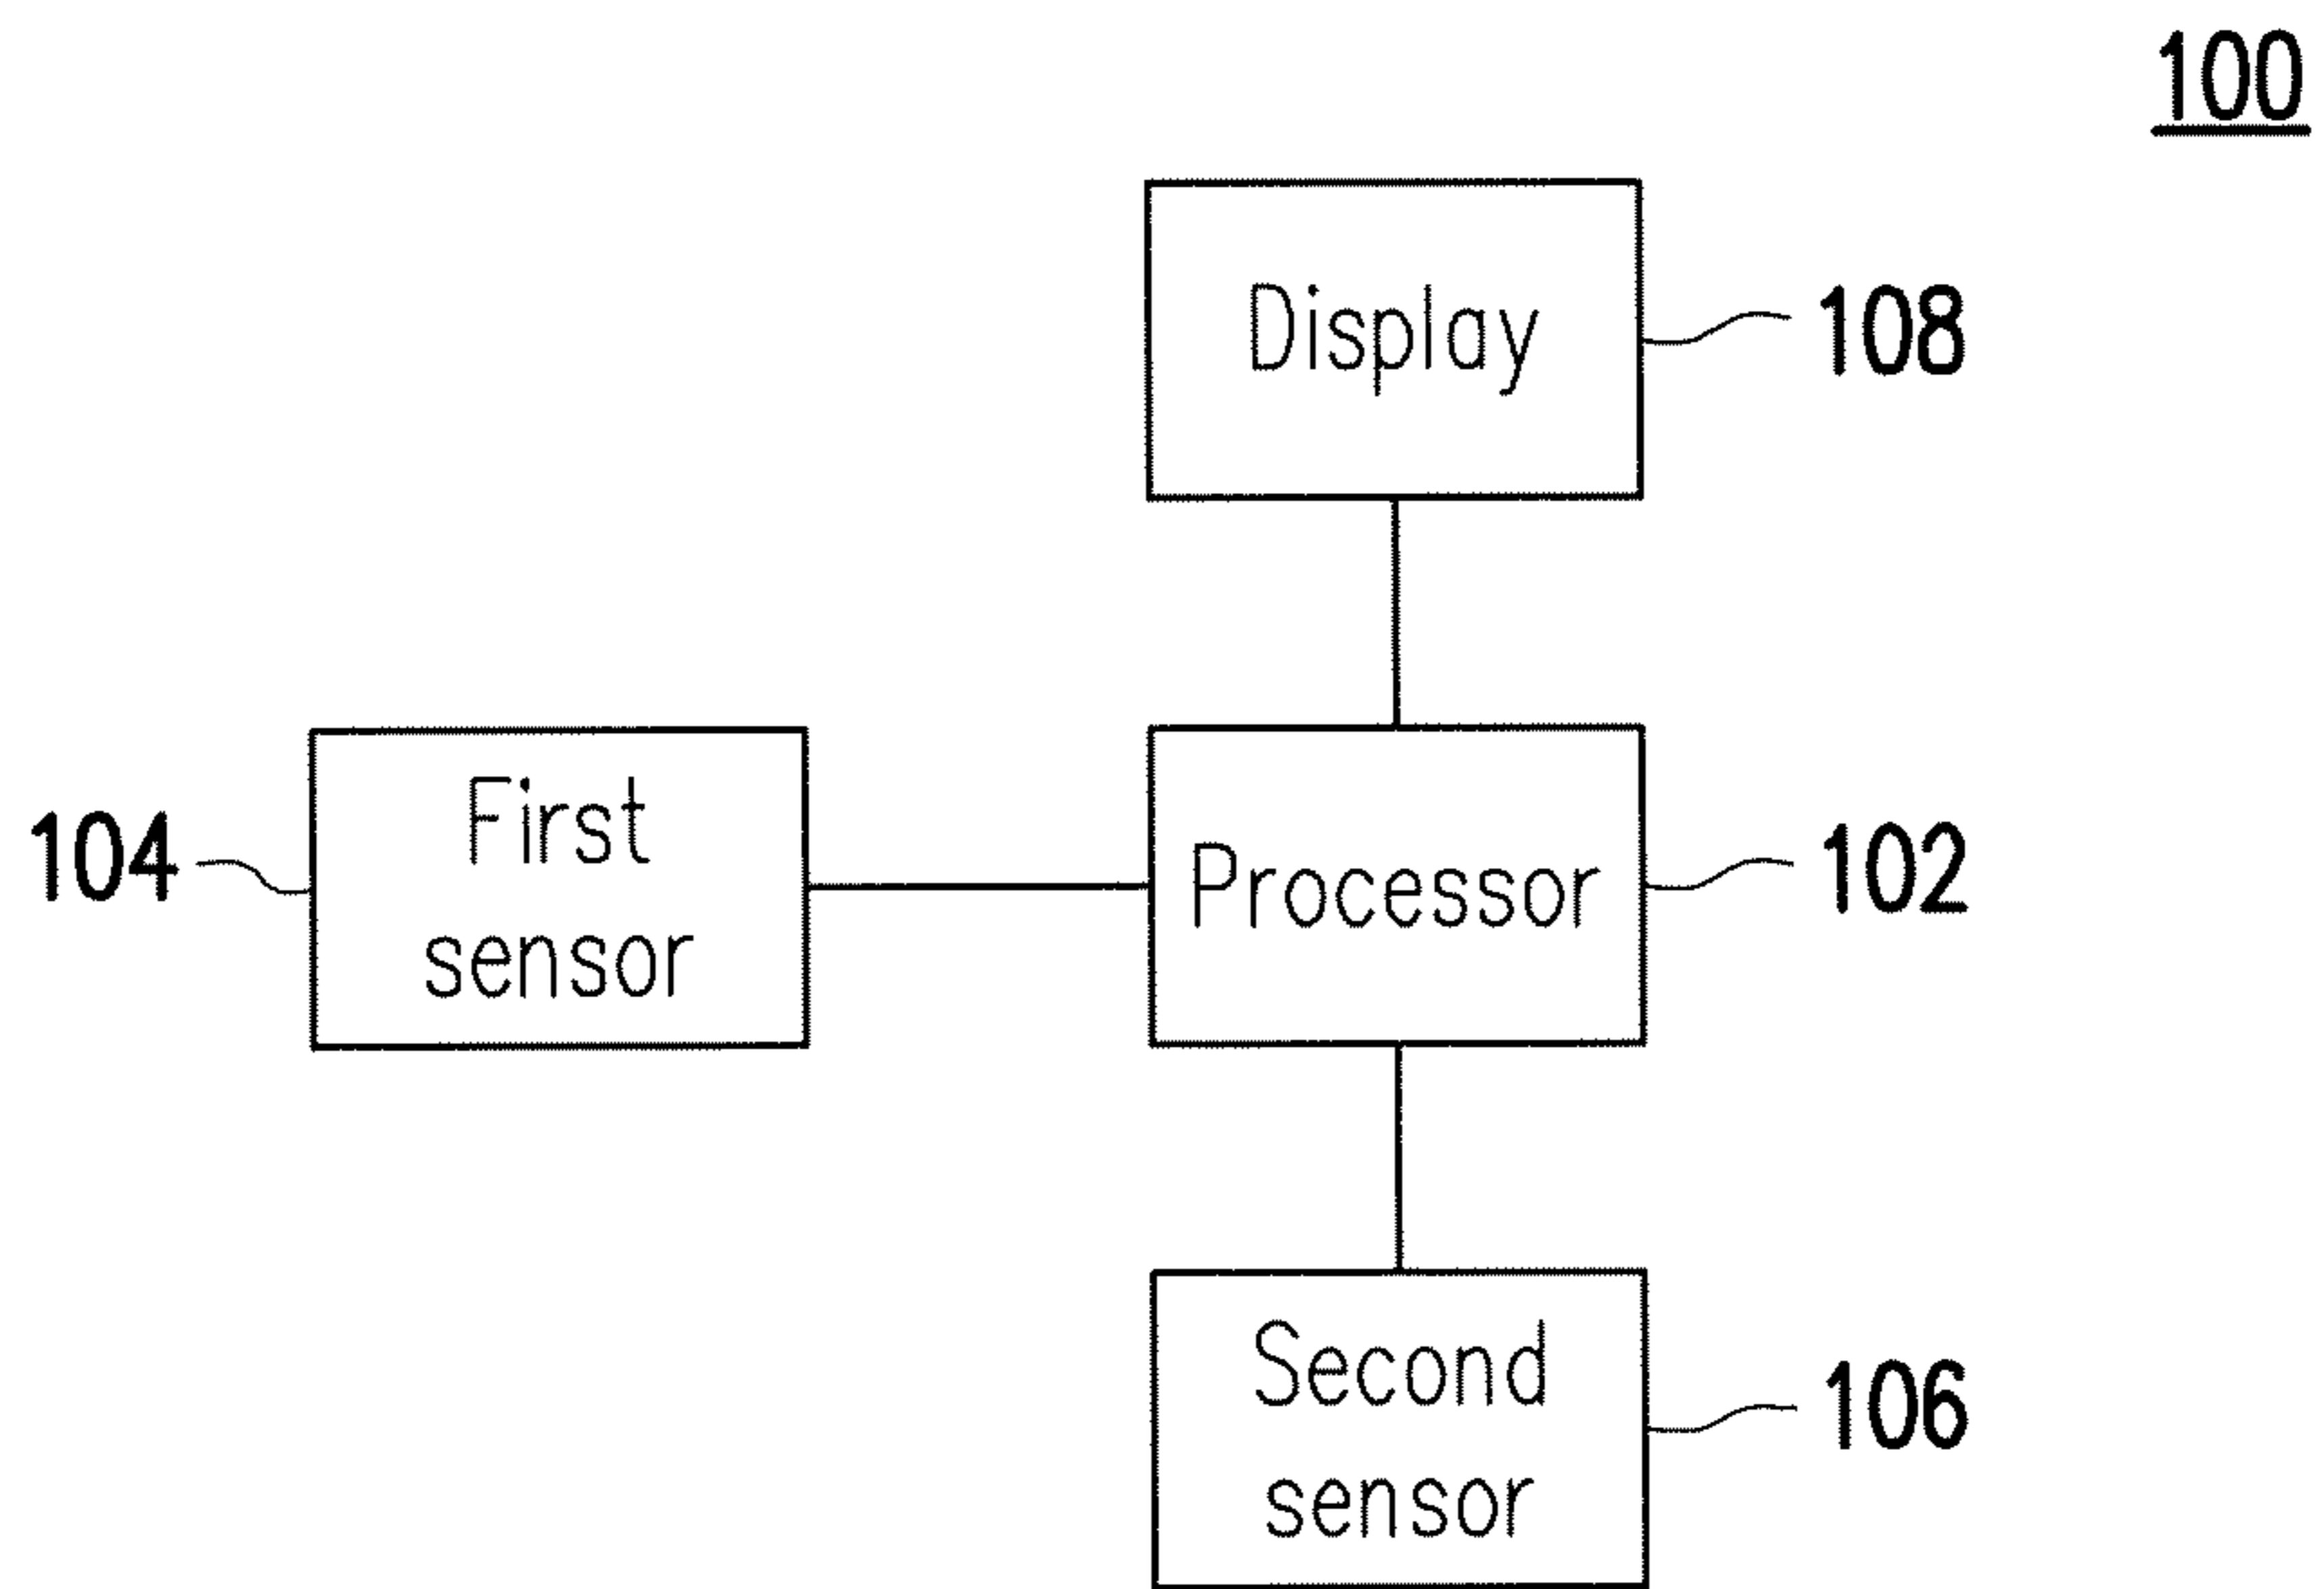 100
Display
108
104
First
sensor
Processor
102
Second
sensor
106